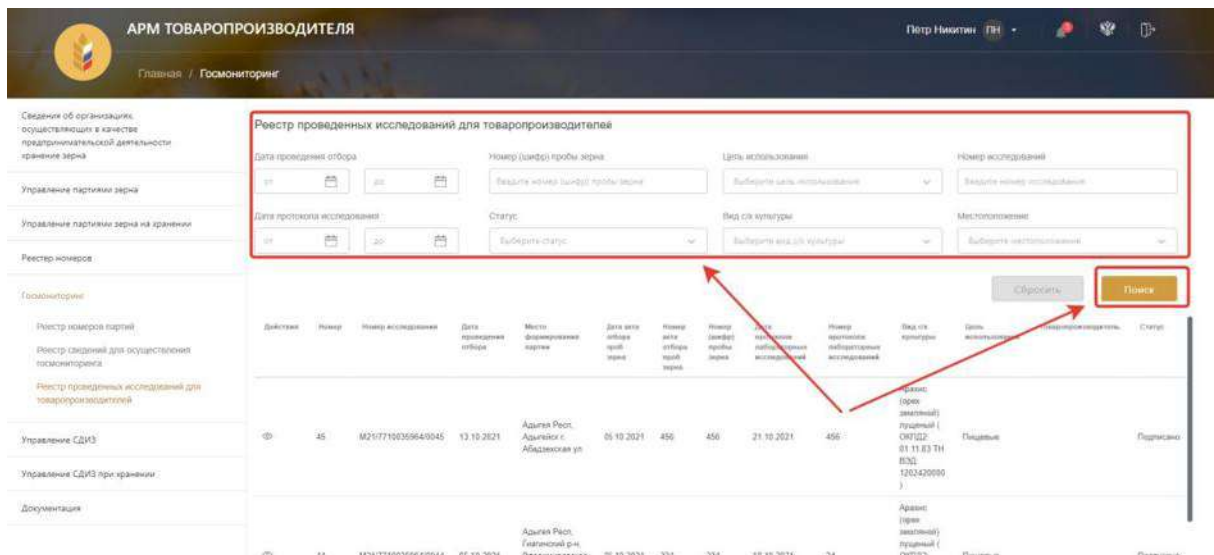 АРМ ТОВАРОПРОИЗВОДИТЕЛЯ
Петр Никитин ПН
Главная / Госмониторинг
Сведения об организациях,
осуществляющих в качестве
предпринимательской деятельности
хранение зерна
Управление партиями зерна
Управление партиями зерна на хранении
Реестр номеров
Госмониторинг
Реестр номеров партий
Реестр сведений для осуществления
госмониторинга
Реестр проведенных исследований для
товаропроизводителей
Управление СДИЗ
Управление СДИЗ при хранении
Документация
Реестр проведенных исследований для товаропроизводителей
Дата проведения отбора
Номер (шифр) пробы зерна
Цель использования
Номер исследований
от
до
Введите номер (шифр) пробы зерна
Выберите цель использования
Введите номер исследования
Дата протокола исследования
Статус
Вид с/х культуры
Местоположение
от
до
Выберите статус
Выберите вид с/х культуры
Выберите местоположение
Сбросить
Поиск
Действия
Номер
Номер исследования
Дата
проведения
отбора
Место
формирования
партии
Дата акта
отбора
проб
зерна
Номер
акта
отбора
проб
зерна
Номер
(шифр)
пробы
зерна
Дата
протокола
лабораторных
исследований
Номер
протокола
лабораторных
исследований
Вид с/х
культуры
Цель
использования
Товаропроизводитель
Статус
45
M21/7710035964/0045
13.10.2021
Адыгея Респ,
Адыгейск г,
Абадзехская ул
05.10.2021
456
456
21.10.2021
456
Арахис
(орех
земляной)
лущеный (
ОКПД2:
01.11.83 ТН
ВЭД:
1202420000
)
Пищевые
Подписано
44
Адыгея Респ,
Гиагинский р-н,
Арахис
(орех
земляной)
лущеный (